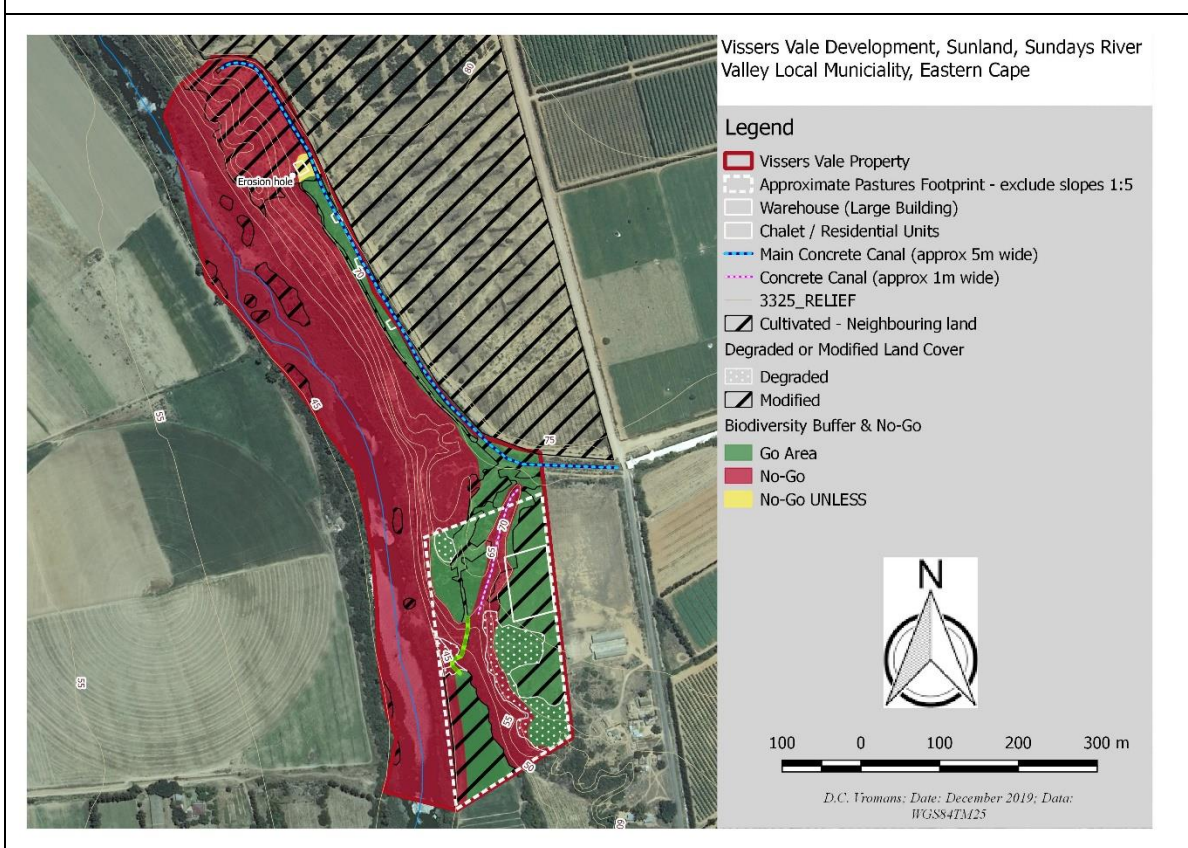 Vissers Vale Development, Sunland, Sundays River
Valley Local Municiality, Eastern Cape
Legend
Vissers Vale Property
Approximate Pastures Footprint - exclude slopes 1:5
Warehouse (Large Building)
Chalet / Residential Units
Main Concrete Canal (approx 5m wide)
Concrete Canal (approx 1m wide)
3325_RELIEF
Cultivated - Neighbouring land
Degraded or Modified Land Cover
Degraded
Modified
Biodiversity Buffer & No-Go
Go Area
No-Go
No-Go UNLESS
N
100 0 100 200 300 m
D.C. Vromans; Date: December 2019; Data:
WGS84TM25
80
Erosion hole
70
45
55
75
70
65
55
55
50
60